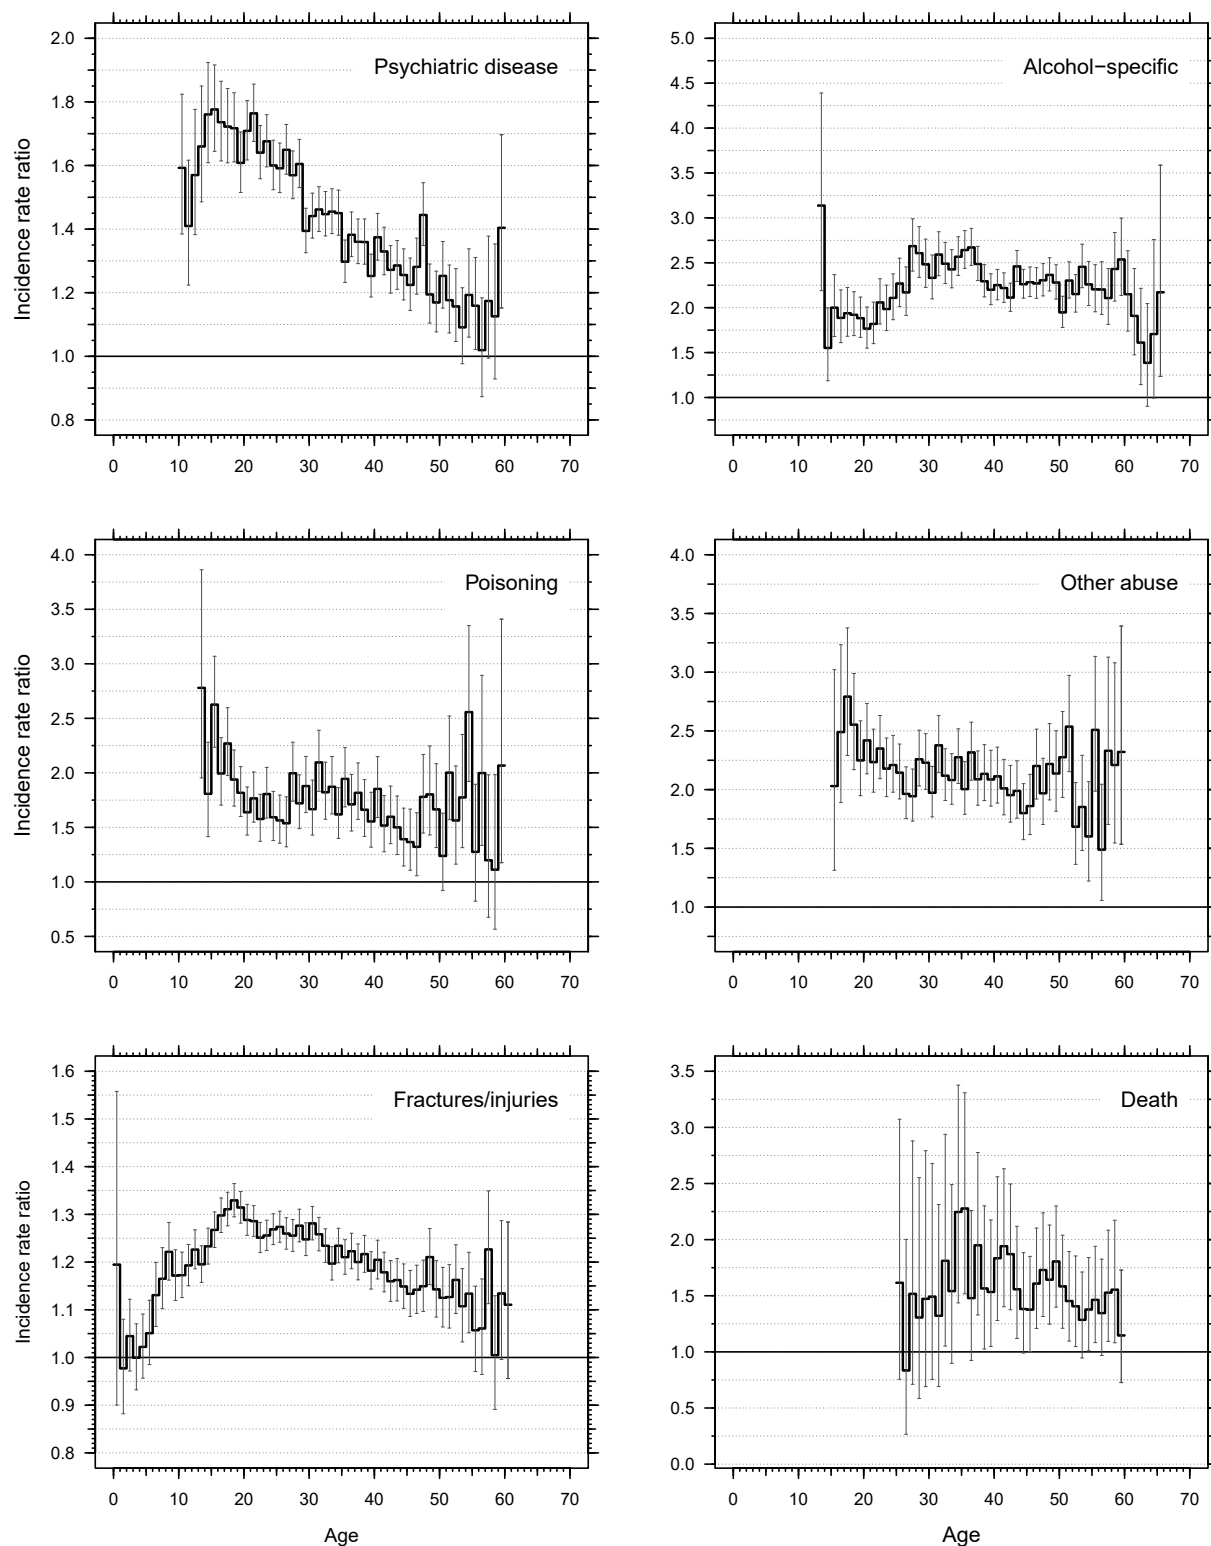 Psychiatric disease
Incidence rate ratio
2.0
1.8
1.6
1.4
1.2
1.0
0.8
0 10 20 30 40 50 60 70
Alcohol−specific
5.0
4.5
4.0
3.5
3.0
2.5
2.0
1.5
1.0
0 10 20 30 40 50 60 70
Poisoning
Incidence rate ratio
4.0
3.5
3.0
2.5
2.0
1.5
1.0
0.5
0 10 20 30 40 50 60 70
Other abuse
4.0
3.5
3.0
2.5
2.0
1.5
1.0
0 10 20 30 40 50 60 70
Fractures/injuries
Incidence rate ratio
1.6
1.5
1.4
1.3
1.2
1.1
1.0
0.9
0.8
0 10 20 30 40 50 60 70
Age
Death
3.5
3.0
2.5
2.0
1.5
1.0
0.5
0.0
0 10 20 30 40 50 60 70
Age